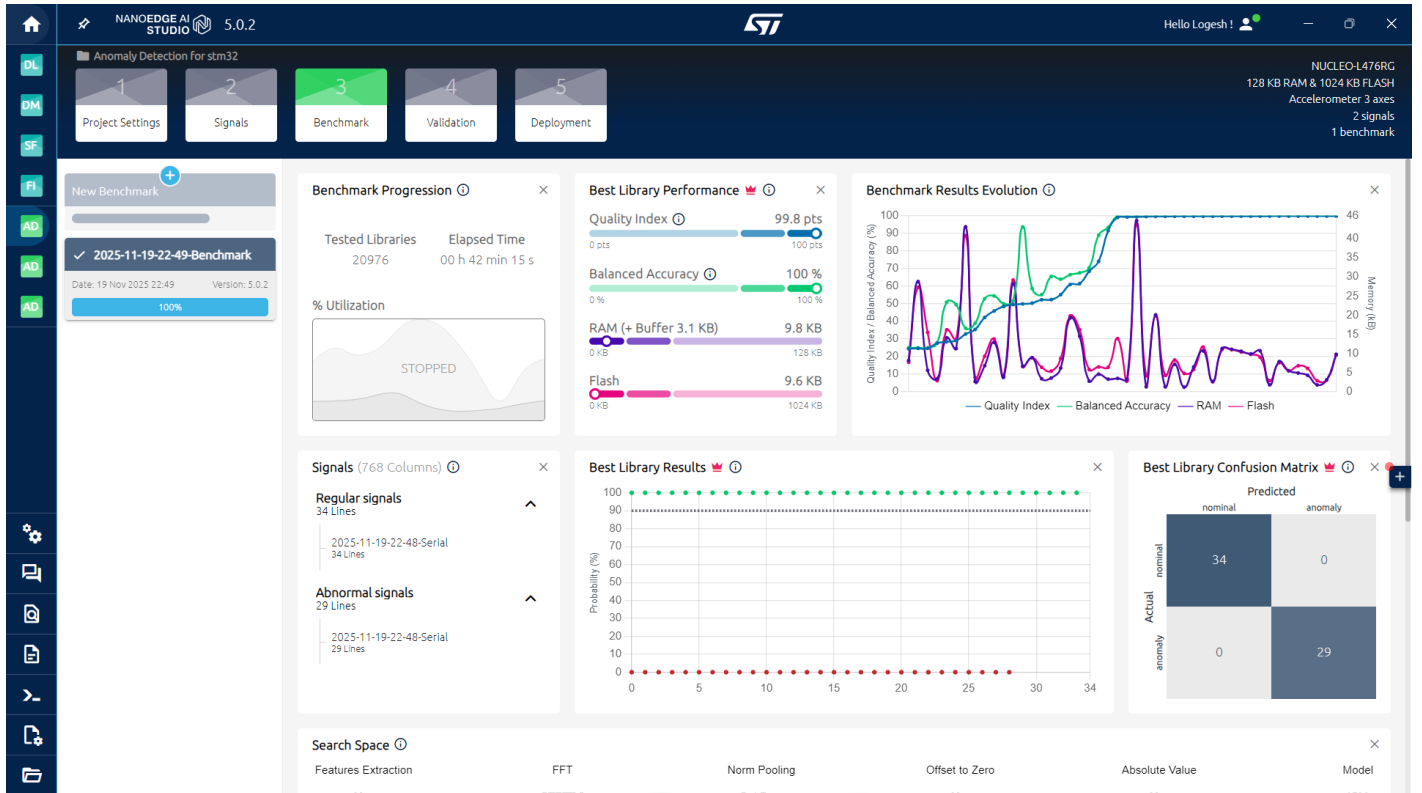 NANOEDGE AI
STUDIO
5.0.2
Hello Logesh !
DL
DM
SF
FI
AD
AD
AD
Anomaly Detection for stm32
1
Project Settings
2
Signals
3
Benchmark
4
Validation
5
Deployment
NUCLEO-L476RG
128 KB RAM & 1024 KB FLASH
Accelerometer 3 axes
2 signals
1 benchmark
New Benchmark
2025-11-19-22-49-Benchmark
Date: 19 Nov 2025 22:49 Version: 5.0.2
100%
Benchmark Progression
Tested Libraries Elapsed Time
20976 00 h 42 min 15 s
% Utilization
STOPPED
Best Library Performance
Quality Index 99.8 pts
0 pts 100 pts
Balanced Accuracy 100 %
0 % 100 %
RAM (+ Buffer 3.1 KB) 9.8 KB
0 KB 128 KB
Flash 9.6 KB
0 KB 1024 KB
Benchmark Results Evolution
Quality Index / Balanced Accuracy (%)
100
90
80
70
60
50
40
30
20
10
0
46
40
35
30
25
20
15
10
5
0
Memory (kB)
Quality Index Balanced Accuracy RAM Flash
Signals (768 Columns)
Regular signals
34 Lines
2025-11-19-22-48-Serial
34 Lines
Abnormal signals
29 Lines
2025-11-19-22-48-Serial
29 Lines
Best Library Results
Probability (%)
100
90
80
70
60
50
40
30
20
10
0
0 5 10 15 20 25 30 34
Best Library Confusion Matrix
Predicted
nominal anomaly
Actual
nominal
34 0
anomaly
0 29
Search Space
Features Extraction FFT Norm Pooling Offset to Zero Absolute Value Model